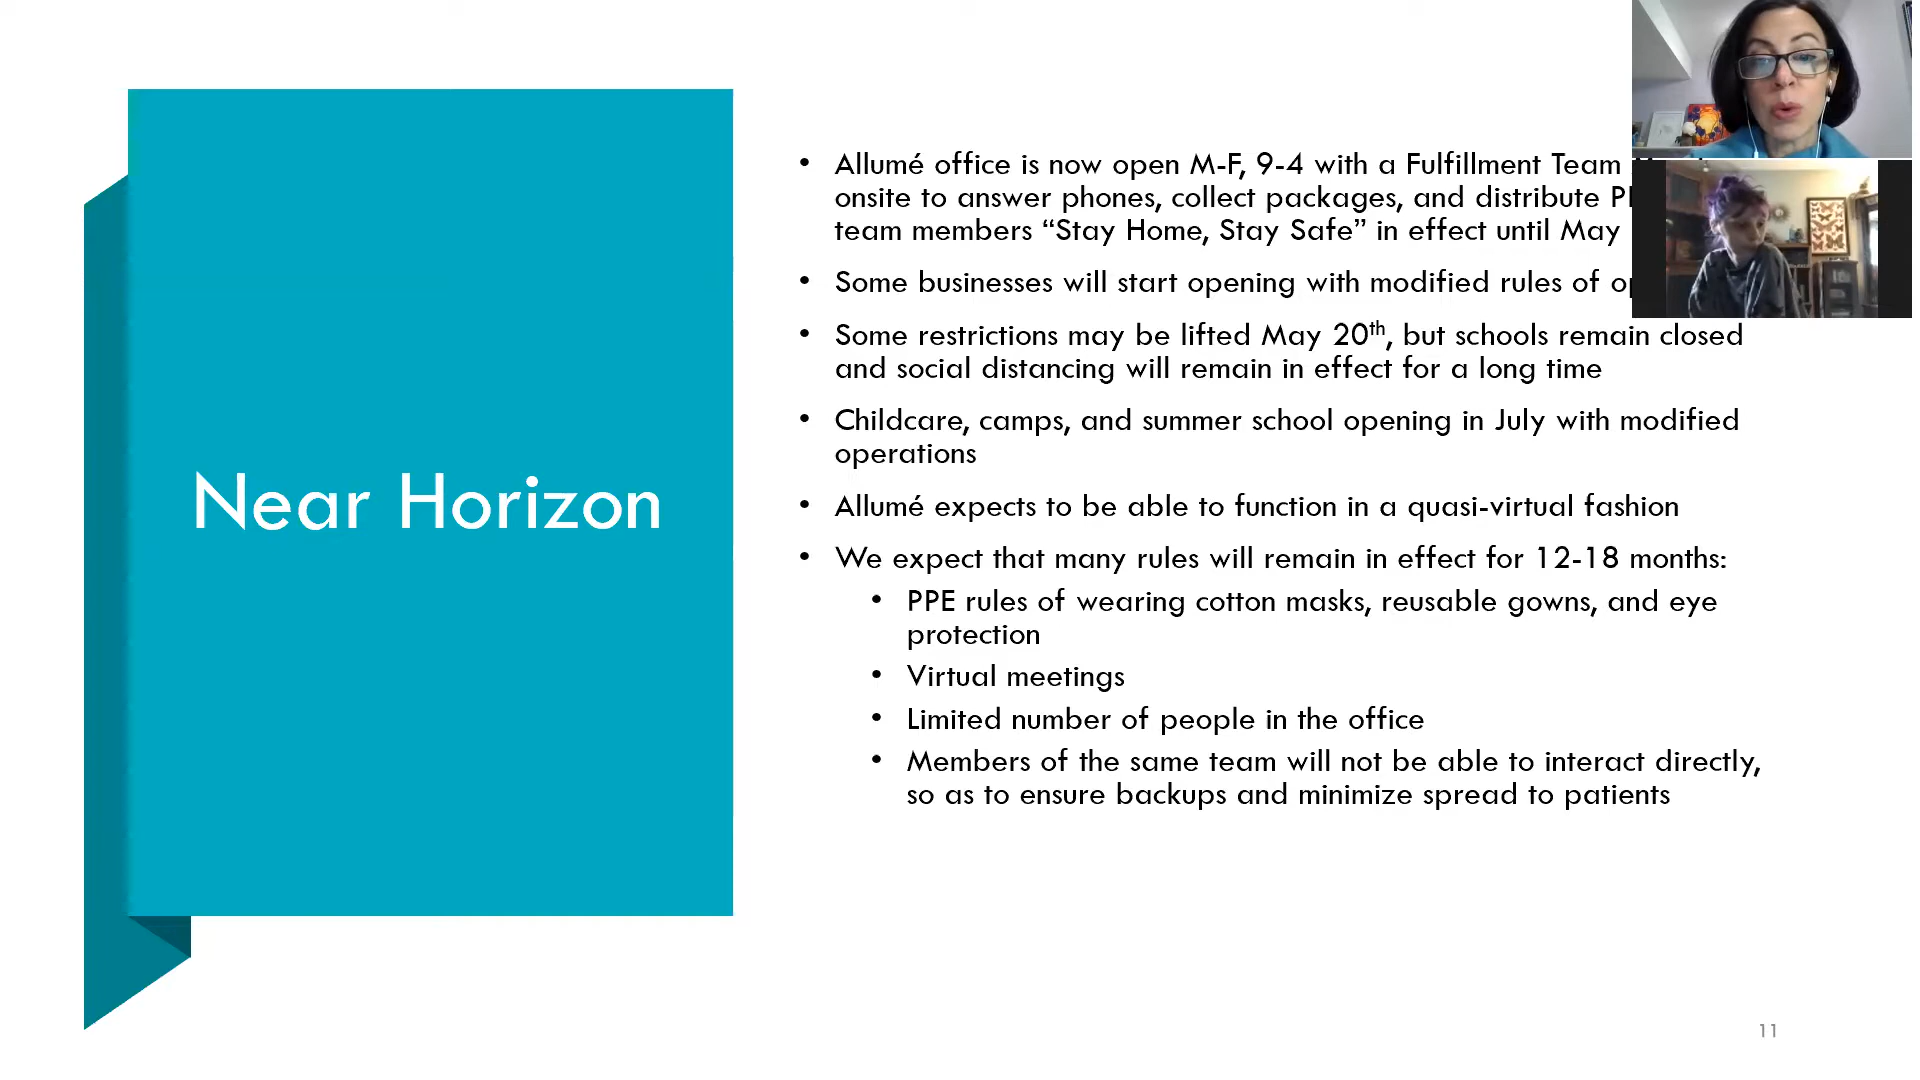 Near Horizon
• Allumé office is now open M-F, 9-4 with a Fulfillment Team
onsite to answer phones, collect packages, and distribute
team members “Stay Home, Stay Safe” in effect until May
• Some businesses will start opening with modified rules of
• Some restrictions may be lifted May 20th, but schools remain closed
and social distancing will remain in effect for a long time
• Childcare, camps, and summer school opening in July with modified
operations
• Allumé expects to be able to function in a quasi-virtual fashion
• We expect that many rules will remain in effect for 12-18 months:
• PPE rules of wearing cotton masks, reusable gowns, and eye
protection
• Virtual meetings
• Limited number of people in the office
• Members of the same team will not be able to interact directly,
so as to ensure backups and minimize spread to patients
11